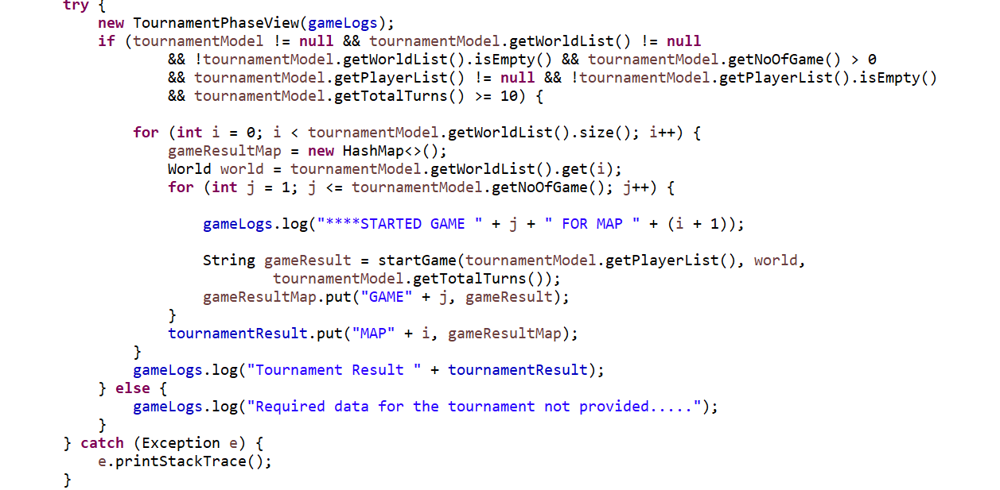 try {
new TournamentPhaseView(gameLogs);
if (tournamentModel != null && tournamentModel.getWorldList() != null
&& !tournamentModel.getWorldList().isEmpty() && tournamentModel.getNoOfGame() > 0
&& tournamentModel.getPlayerList() != null && !tournamentModel.getPlayerList().isEmpty()
&& tournamentModel.getTotalTurns() >= 10) {
for (int i = 0; i < tournamentModel.getWorldList().size(); i++) {
gameResultMap = new HashMap<>();
World world = tournamentModel.getWorldList().get(i);
for (int j = 1; j <= tournamentModel.getNoOfGame(); j++) {
gameLogs.log("****STARTED GAME " + j + " FOR MAP " + (i + 1));
String gameResult = startGame(tournamentModel.getPlayerList(), world,
tournamentModel.getTotalTurns());
gameResultMap.put("GAME" + j, gameResult);
}
tournamentResult.put("MAP" + i, gameResultMap);
}
gameLogs.log("Tournament Result " + tournamentResult);
} else {
gameLogs.log("Required data for the tournament not provided.....");
}
} catch (Exception e) {
e.printStackTrace();
}